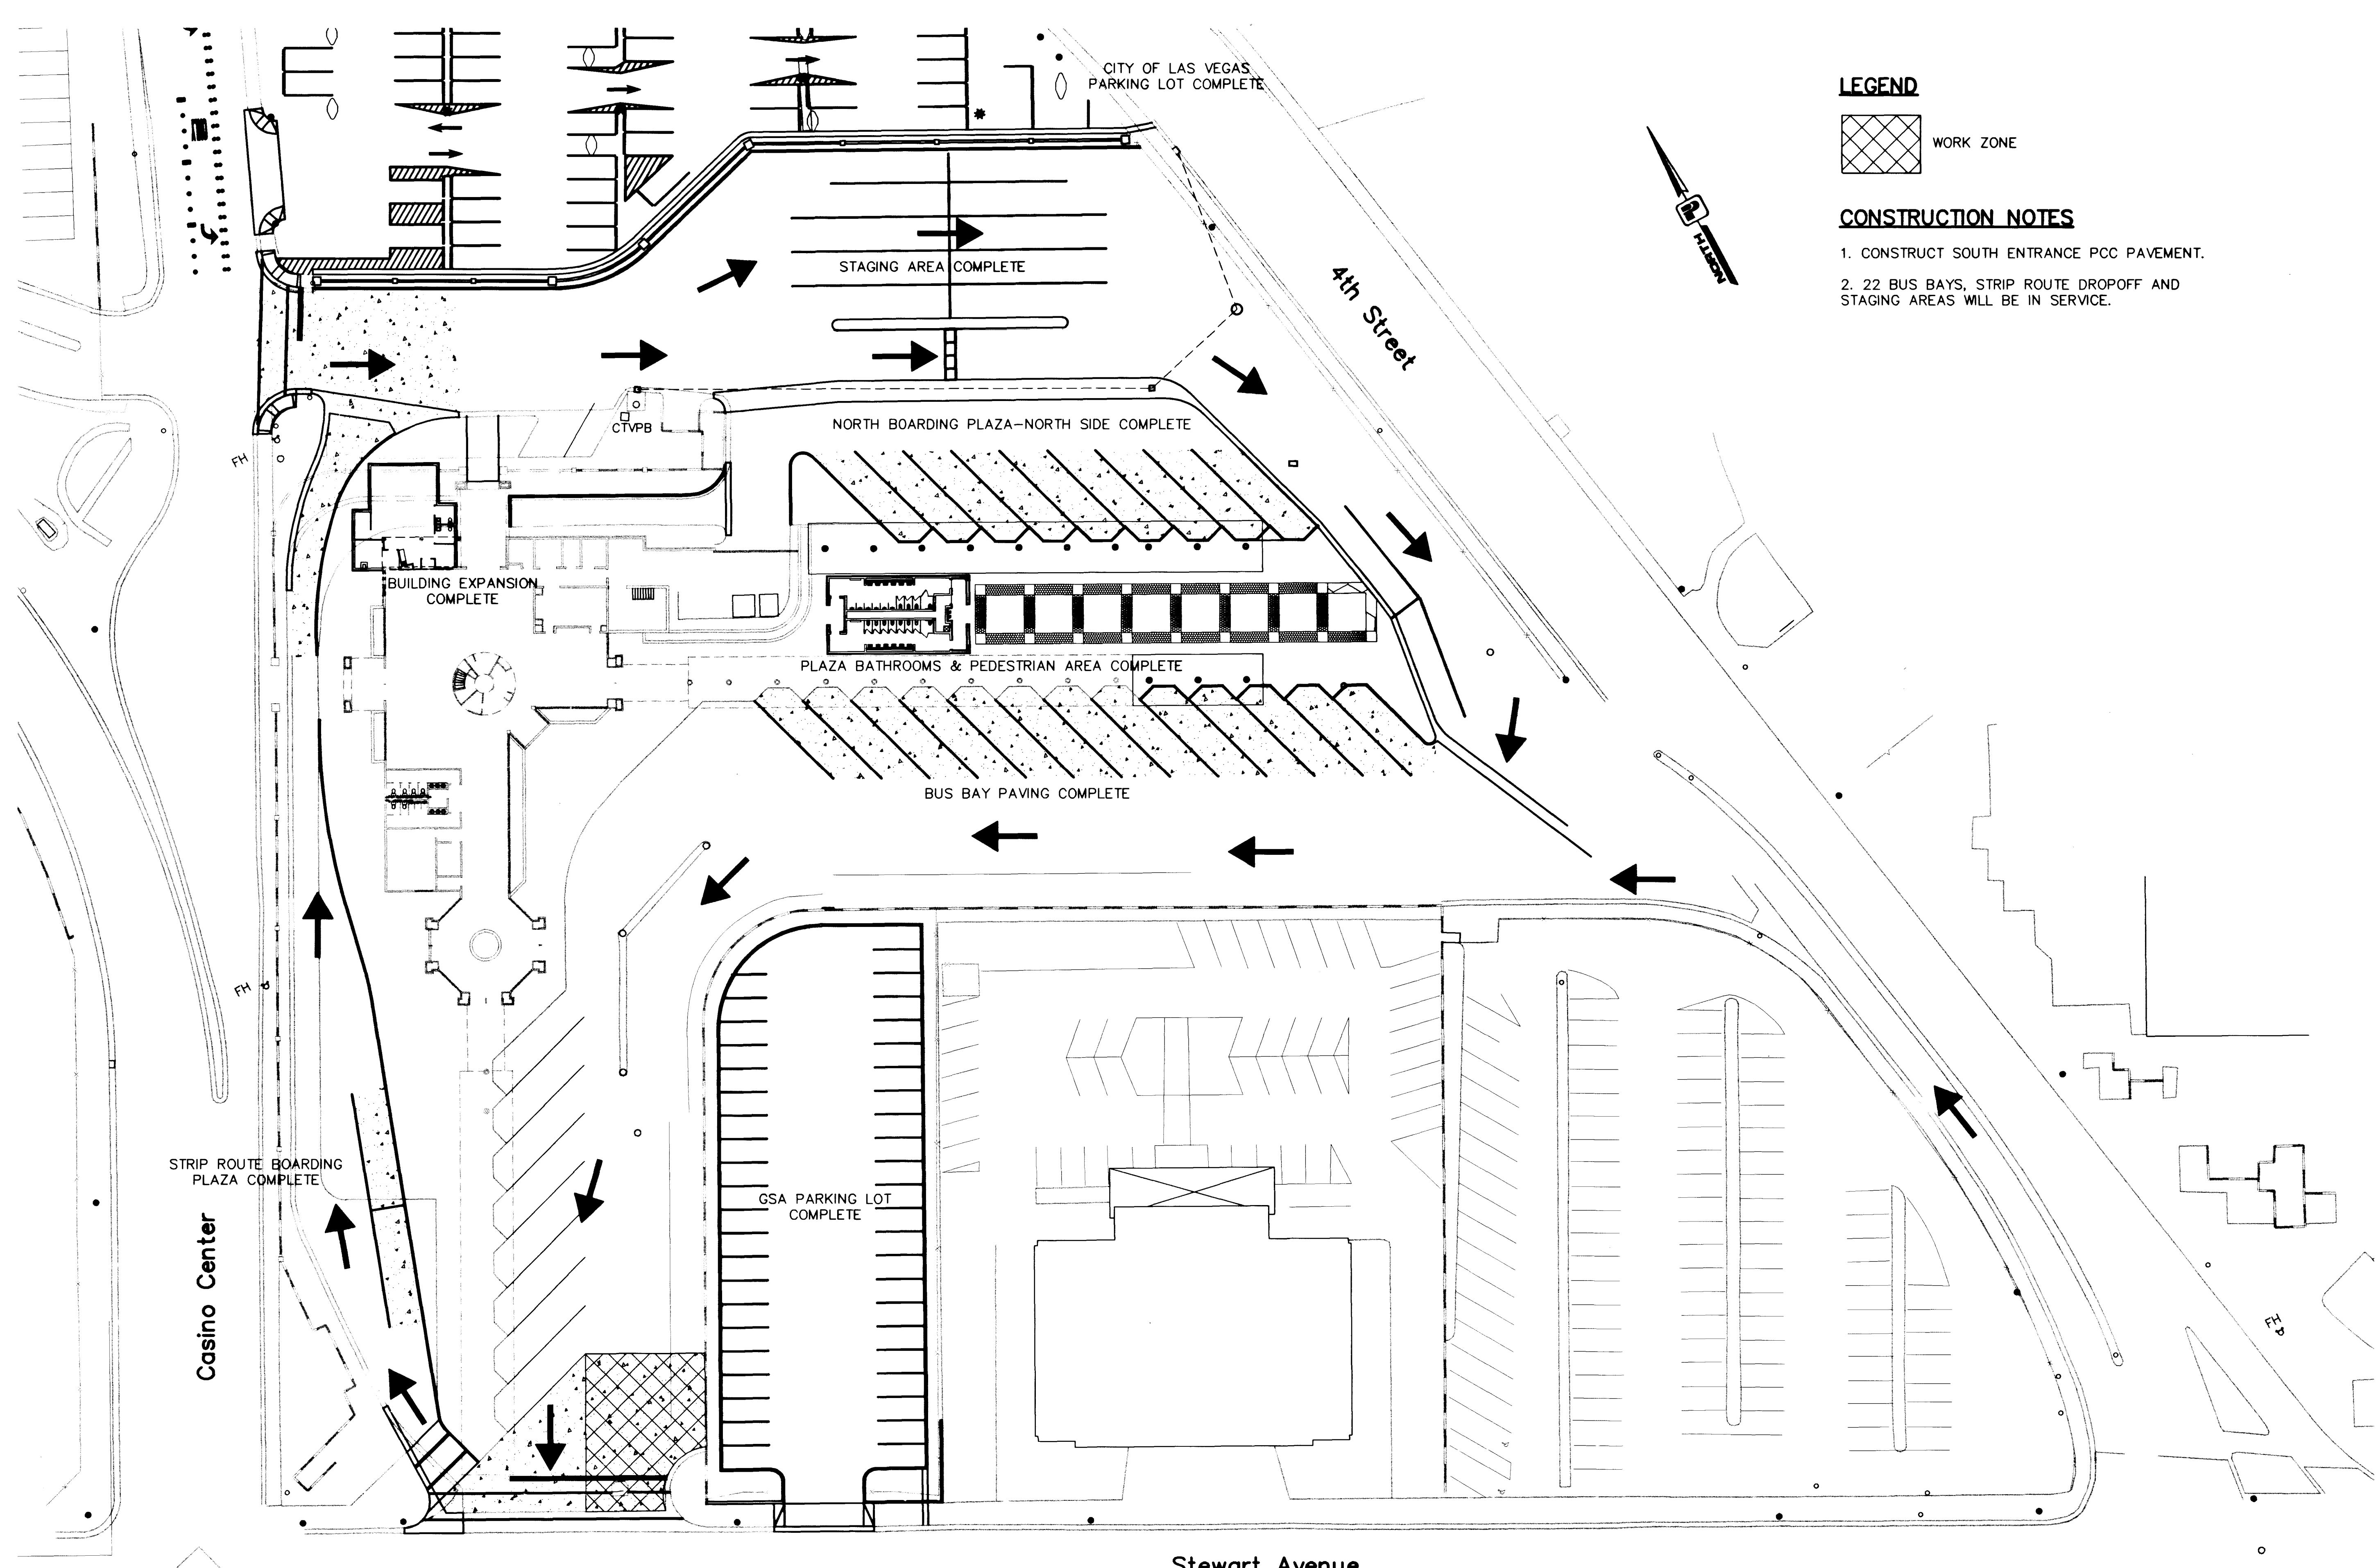 CITY OF LAS VEGAS
PARKING LOT COMPLETE
LEGEND
WORK ZONE
CONSTRUCTION NOTES
1. CONSTRUCT SOUTH ENTRANCE PCC PAVEMENT.
2. 22 BUS BAYS, STRIP ROUTE DROPOFF AND
STAGING AREAS WILL BE IN SERVICE.
NORTH
STAGING AREA COMPLETE
4th Street
CTVPB
NORTH BOARDING PLAZA-NORTH SIDE COMPLETE
FH
BUILDING EXPANSION
COMPLETE
PLAZA BATHROOMS & PEDESTRIAN AREA COMPLETE
BUS BAY PAVING COMPLETE
FH
STRIP ROUTE BOARDING
PLAZA COMPLETE
GSA PARKING LOT
COMPLETE
Casino Center
FH
Stewart Avenue